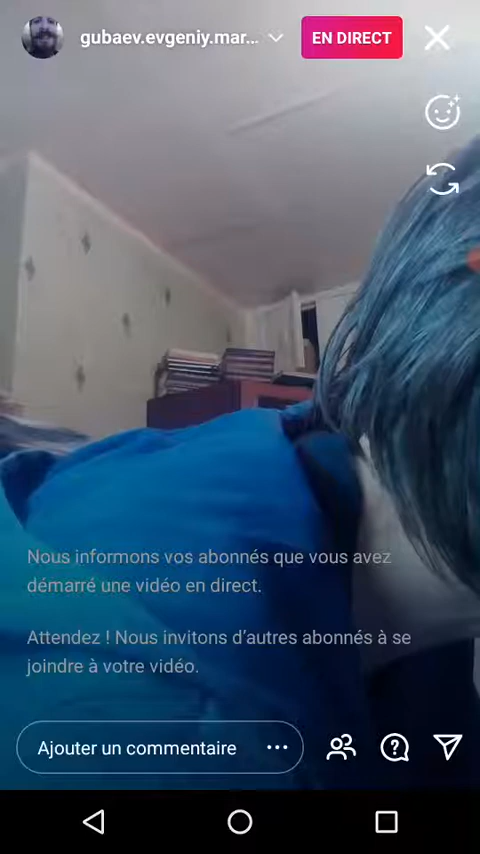 gubaev.evgeniy.mar...
EN DIRECT
Nous informons vos abonnés que vous avez
démarré une vidéo en direct.
Attendez ! Nous invitons d’autres abonnés à se
joindre à votre vidéo.
Ajouter un commentaire